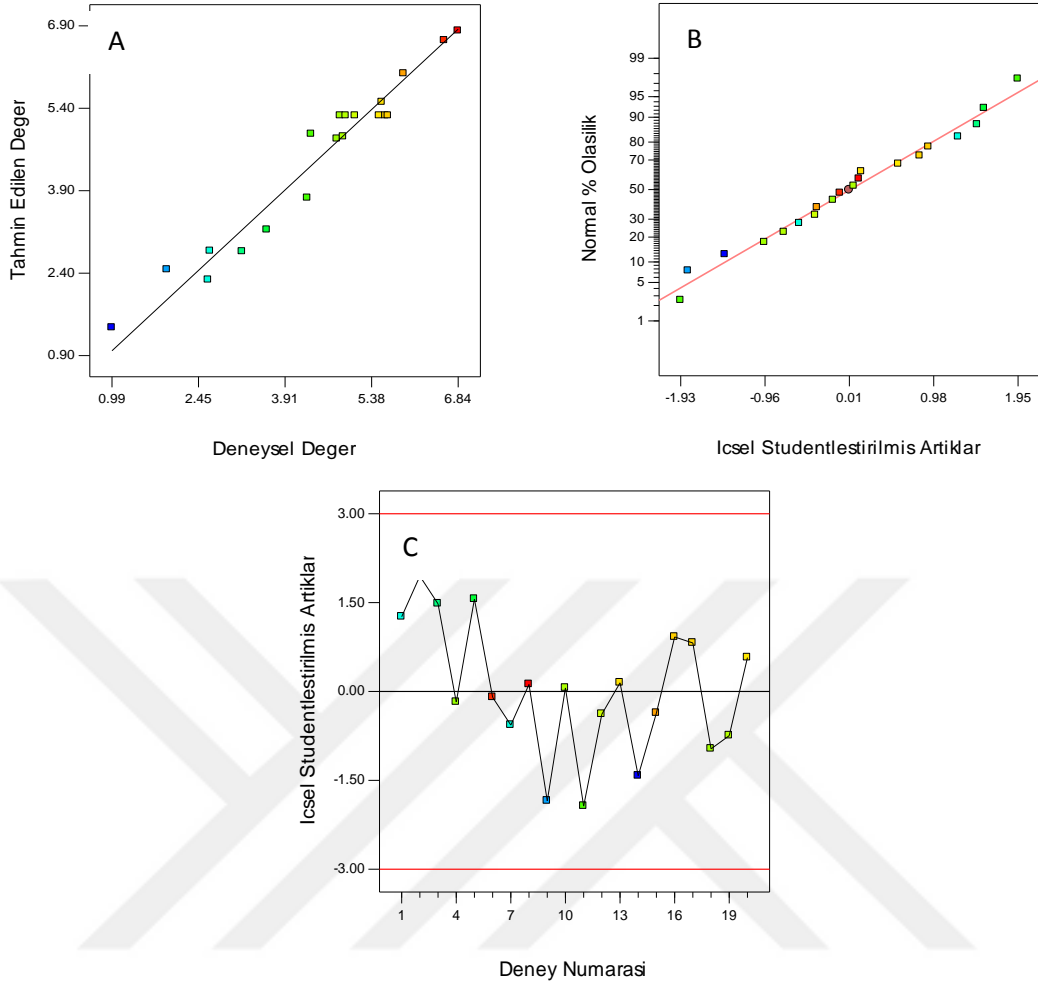 A
Tahmin Edilen Deger
6.90
5.40
3.90
2.40
0.90
0.99 2.45 3.91 5.38 6.84
Deneysel Deger
B
Normal % Olasilik
99
95
90
80
70
50
30
20
10
5
1
-1.93 -0.96 0.01 0.98 1.95
Icsel Studentlestirilmis Artiklar
C
Icsel Studentlestirilmis Artiklar
3.00
1.50
0.00
-1.50
-3.00
1 4 7 10 13 16 19
Deney Numarasi